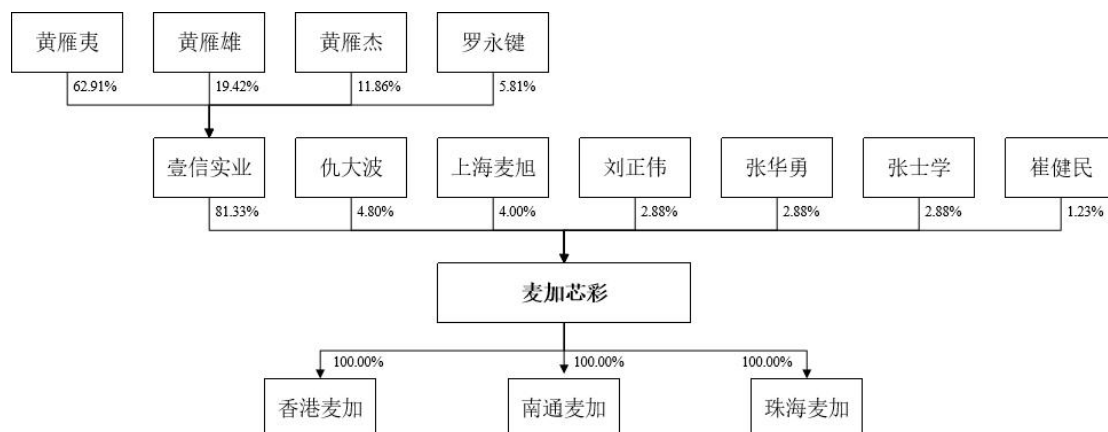 黄雁夷 黄雁雄 黄雁杰 罗永键
62.91% 19.42% 11.86% 5.81%
壹信实业 仇大波 上海麦旭 刘正伟 张华勇 张士学 崔健民
81.33% 4.80% 4.00% 2.88% 2.88% 2.88% 1.23%
麦加芯彩
100.00% 100.00% 100.00%
香港麦加 南通麦加 珠海麦加